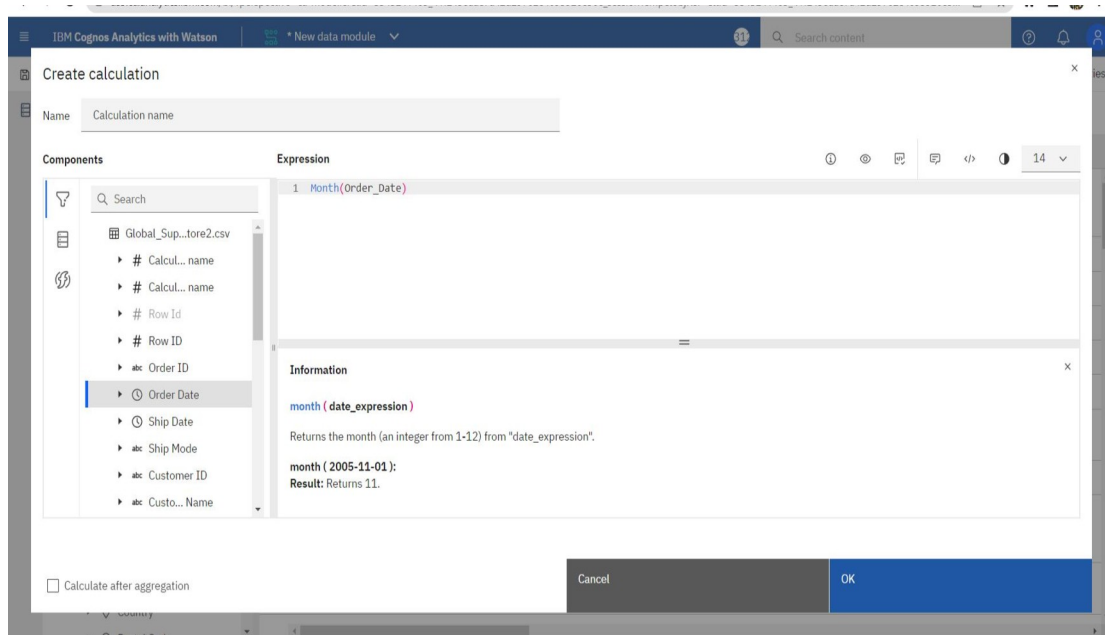 IBM Cognos Analytics with Watson
* New data module
Search content
Create calculation
Name
Calculation name
Components
Expression
14
Search
1 Month(Order_Date)
Global_Sup...tore2.csv
# Calcul... name
# Calcul... name
# Row Id
# Row ID
abc Order ID
Order Date
Ship Date
abc Ship Mode
abc Customer ID
abc Custo... Name
Information
month ( date_expression )
Returns the month (an integer from 1-12) from "date_expression".
month ( 2005-11-01 ):
Result: Returns 11.
Calculate after aggregation
Cancel
OK
Country